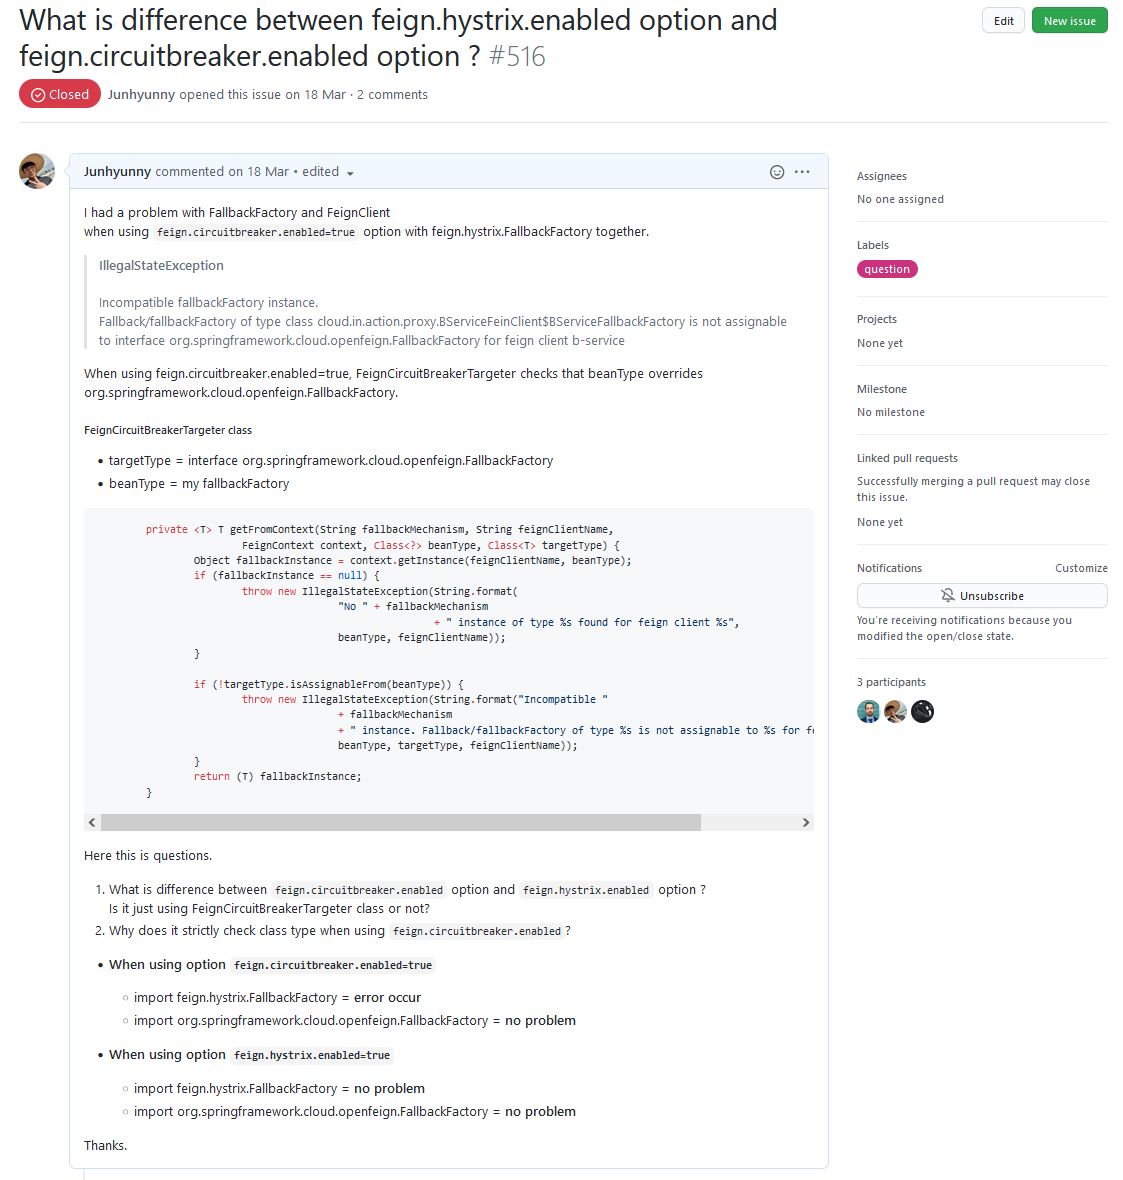 What is difference between feign.hystrix.enabled option and
feign.circuitbreaker.enabled option ? #516
Edit
New issue
Closed
Junhyunny opened this issue on 18 Mar · 2 comments
Junhyunny commented on 18 Mar • edited
I had a problem with FallbackFactory and FeignClient
when using feign.circuitbreaker.enabled=true option with feign.hystrix.FallbackFactory together.
IllegalStateException
Incompatible fallbackFactory instance.
Fallback/fallbackFactory of type class cloud.in.action.proxy.BServiceFeinClient$BServiceFallbackFactory is not assignable
to interface org.springframework.cloud.openfeign.FallbackFactory for feign client b-service
When using feign.circuitbreaker.enabled=true, FeignCircuitBreakerTargeter checks that beanType overrides
org.springframework.cloud.openfeign.FallbackFactory.
FeignCircuitBreakerTargeter class
• targetType = interface org.springframework.cloud.openfeign.FallbackFactory
• beanType = my fallbackFactory
private <T> T getFromContext(String fallbackMechanism, String feignClientName,
FeignContext context, Class<?> beanType, Class<T> targetType) {
Object fallbackInstance = context.getInstance(feignClientName, beanType);
if (fallbackInstance == null) {
throw new IllegalStateException(String.format(
"No " + fallbackMechanism
+ " instance of type %s found for feign client %s",
beanType, feignClientName));
}
if (!targetType.isAssignableFrom(beanType)) {
throw new IllegalStateException(String.format("Incompatible "
+ fallbackMechanism
+ " instance. Fallback/fallbackFactory of type %s is not assignable to %s for fe
beanType, targetType, feignClientName));
}
return (T) fallbackInstance;
}
Here this is questions.
1. What is difference between feign.circuitbreaker.enabled option and feign.hystrix.enabled option ?
Is it just using FeignCircuitBreakerTargeter class or not?
2. Why does it strictly check class type when using feign.circuitbreaker.enabled ?
• When using option feign.circuitbreaker.enabled=true
○ import feign.hystrix.FallbackFactory = error occur
○ import org.springframework.cloud.openfeign.FallbackFactory = no problem
• When using option feign.hystrix.enabled=true
○ import feign.hystrix.FallbackFactory = no problem
○ import org.springframework.cloud.openfeign.FallbackFactory = no problem
Thanks.
Assignees
No one assigned
Labels
question
Projects
None yet
Milestone
No milestone
Linked pull requests
Successfully merging a pull request may close
this issue.
None yet
Notifications
Customize
Unsubscribe
You're receiving notifications because you
modified the open/close state.
3 participants